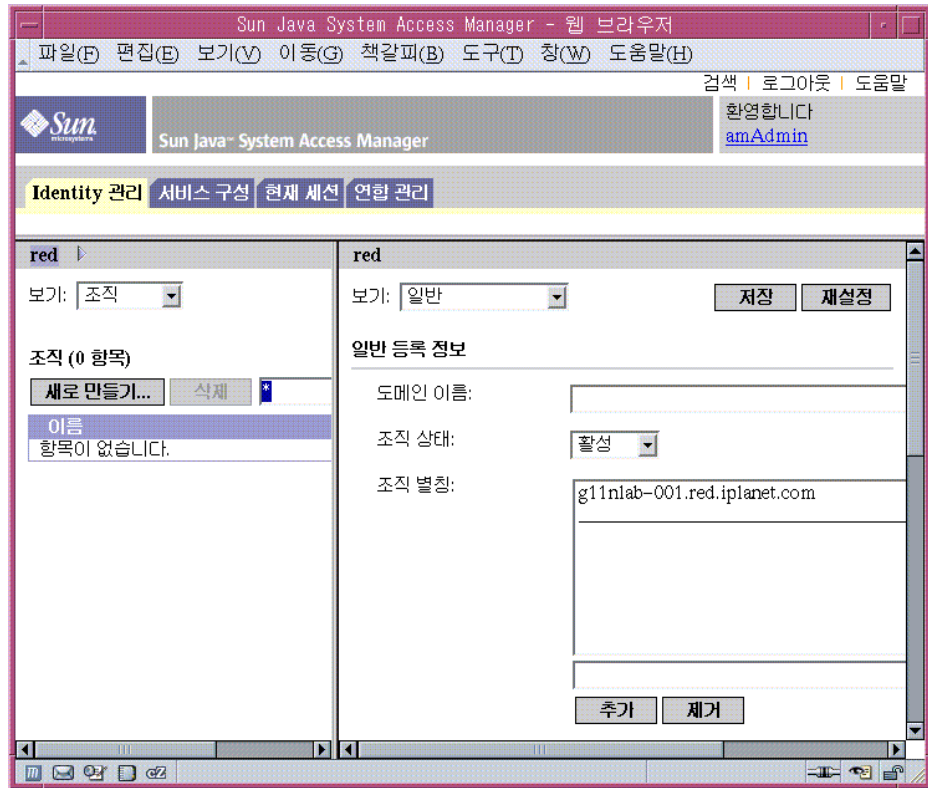 Sun Java System Access Manager - 웹 브라우저
파일(F) 편집(E) 보기(V) 이동(G) 책갈피(B) 도구(T) 창(W) 도움말(H)
검색 | 로그아웃 | 도움말
Sun
microsystems
Sun Java™ System Access Manager
환영합니다
amAdmin
Identity 관리 서비스 구성 현재 세션 연합 관리
red
보기: 조직
조직 (0 항목)
새로 만들기... 삭제 *
이름
항목이 없습니다.
red
보기: 일반 저장 재설정
일반 등록 정보
도메인 이름:
조직 상태: 활성
조직 별칭: g11nlab-001.red.iplanet.com
추가 제거